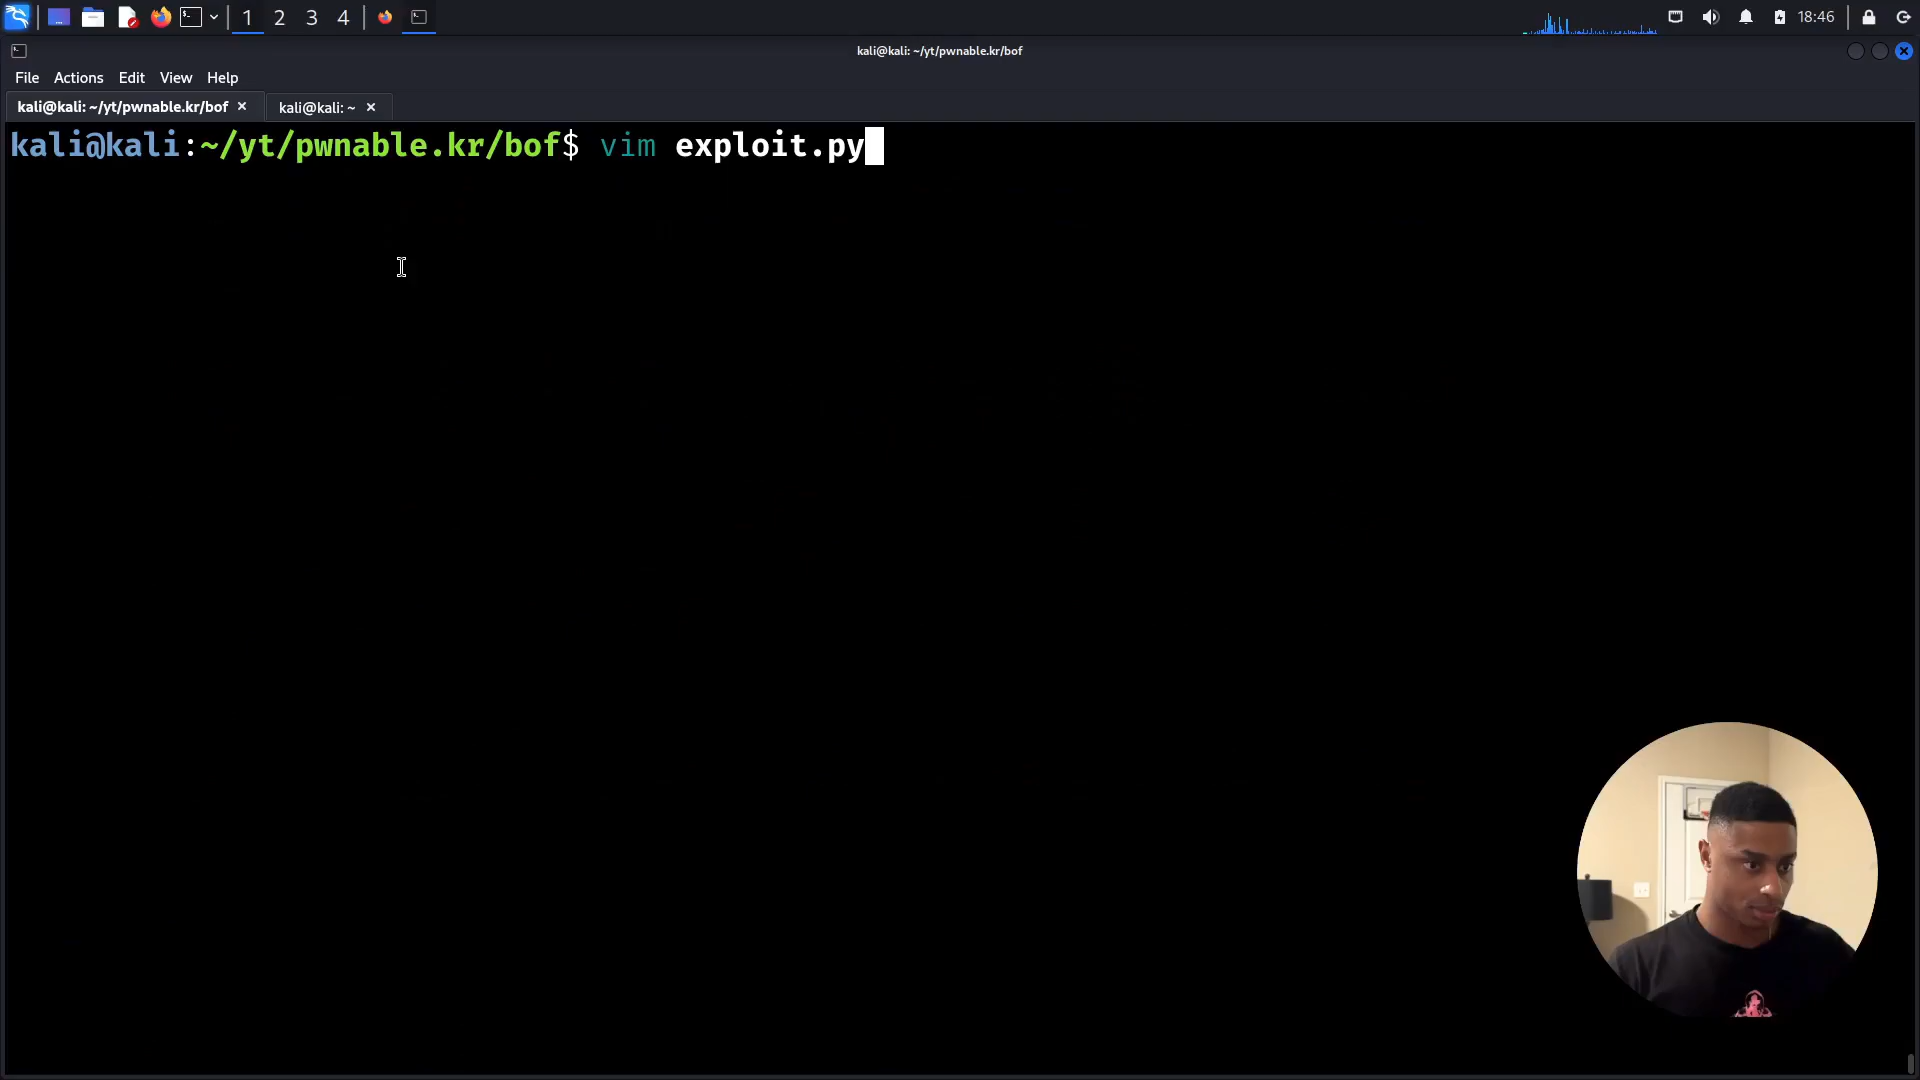 1 2 3 4 18:46
kali@kali: ~/yt/pwnable.kr/bof
File Actions Edit View Help
kali@kali: ~/yt/pwnable.kr/bof × kali@kali: ~ ×
kali@kali:~/yt/pwnable.kr/bof$ vim exploit.py